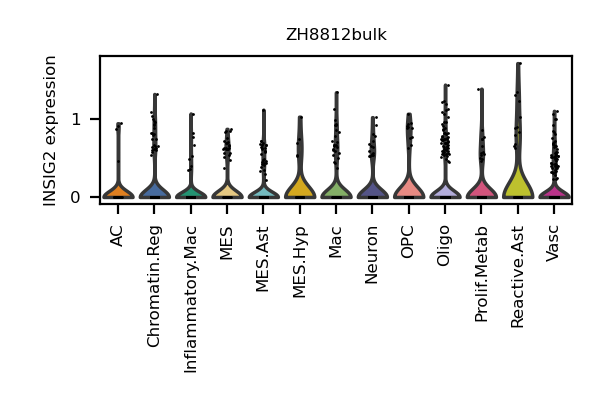 ZH8812bulk
INSIG2 expression
1
0
AC
Chromatin.Reg
Inflammatory.Mac
MES
MES.Ast
MES.Hyp
Mac
Neuron
OPC
Oligo
Prolif.Metab
Reactive.Ast
Vasc